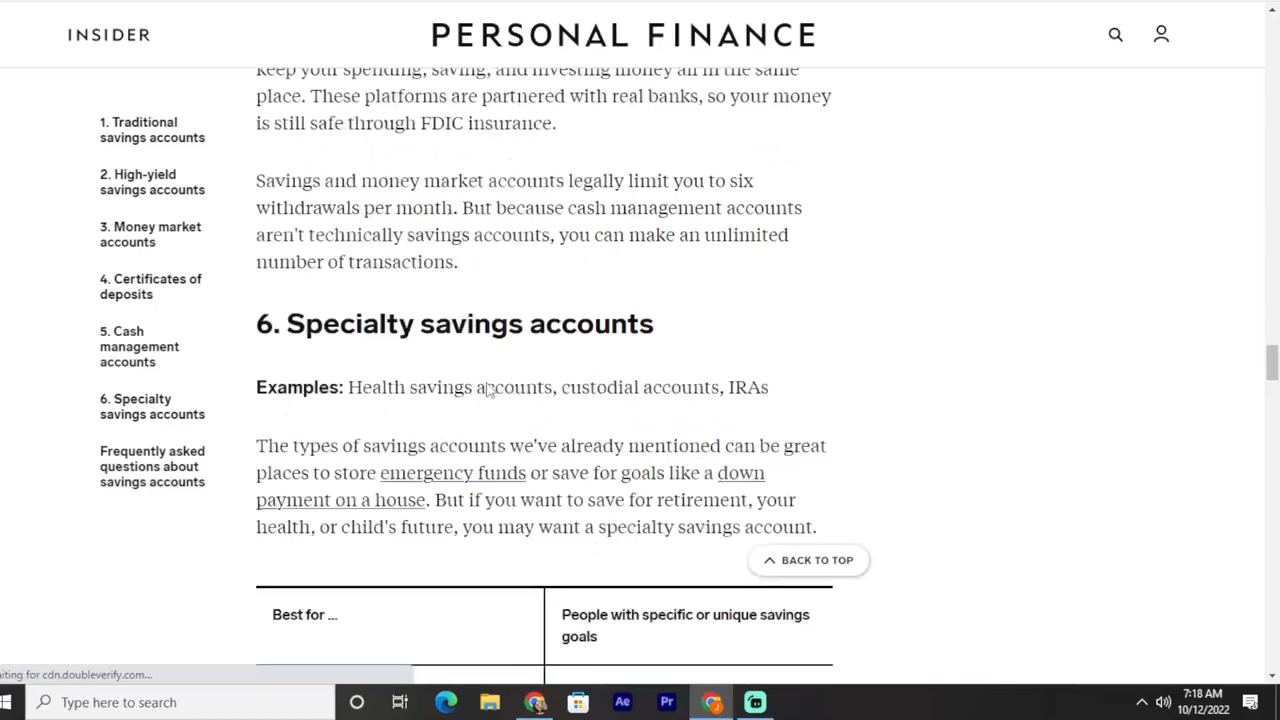 INSIDER
PERSONAL FINANCE
keep your spending, saving, and investing money all in the same
place. These platforms are partnered with real banks, so your money
is still safe through FDIC insurance.
Savings and money market accounts legally limit you to six
withdrawals per month. But because cash management accounts
aren't technically savings accounts, you can make an unlimited
number of transactions.
1. Traditional
savings accounts
2. High-yield
savings accounts
3. Money market
accounts
4. Certificates of
deposits
5. Cash
management
accounts
6. Specialty
savings accounts
Frequently asked
questions about
savings accounts
6. Specialty savings accounts
Examples: Health savings accounts, custodial accounts, IRAs
The types of savings accounts we've already mentioned can be great
places to store emergency funds or save for goals like a down
payment on a house. But if you want to save for retirement, your
health, or child's future, you may want a specialty savings account.
BACK TO TOP
Best for ...
People with specific or unique savings
goals
iting for cdn.doubleverify.com...
Type here to search
Ae
Pr
7:18 AM
10/12/2022